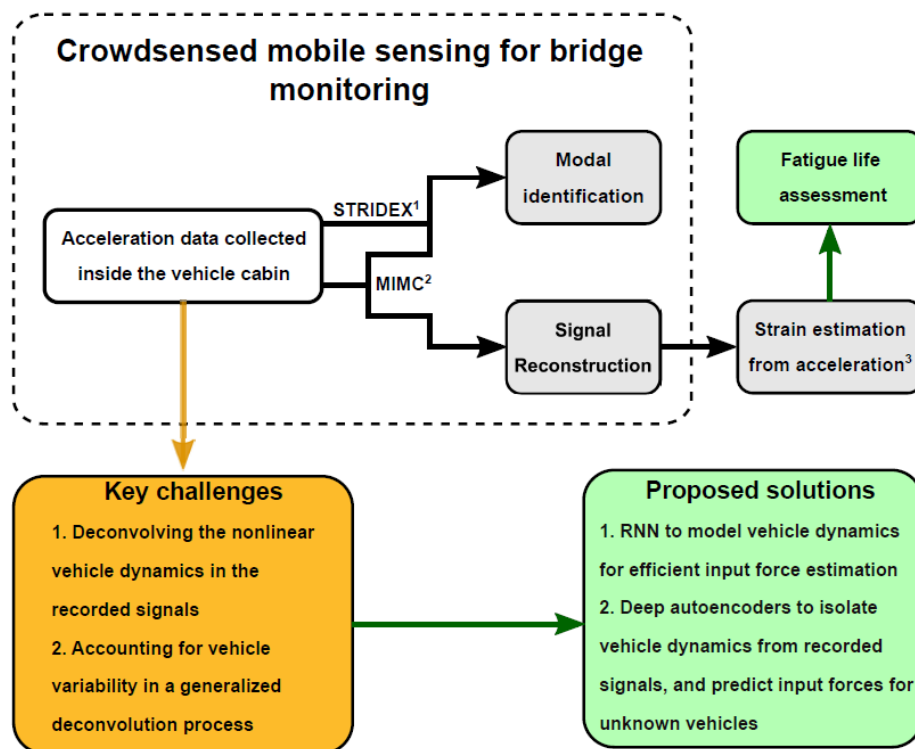 Crowdsensed mobile sensing for bridge
monitoring
Modal
identification
Fatigue life
assessment
STRIDEX¹
Acceleration data collected
inside the vehicle cabin
MIMC²
Signal
Reconstruction
Strain estimation
from acceleration³
Key challenges
1. Deconvolving the nonlinear
vehicle dynamics in the
recorded signals
2. Accounting for vehicle
variability in a generalized
deconvolution process
Proposed solutions
1. RNN to model vehicle dynamics
for efficient input force estimation
2. Deep autoencoders to isolate
vehicle dynamics from recorded
signals, and predict input forces for
unknown vehicles